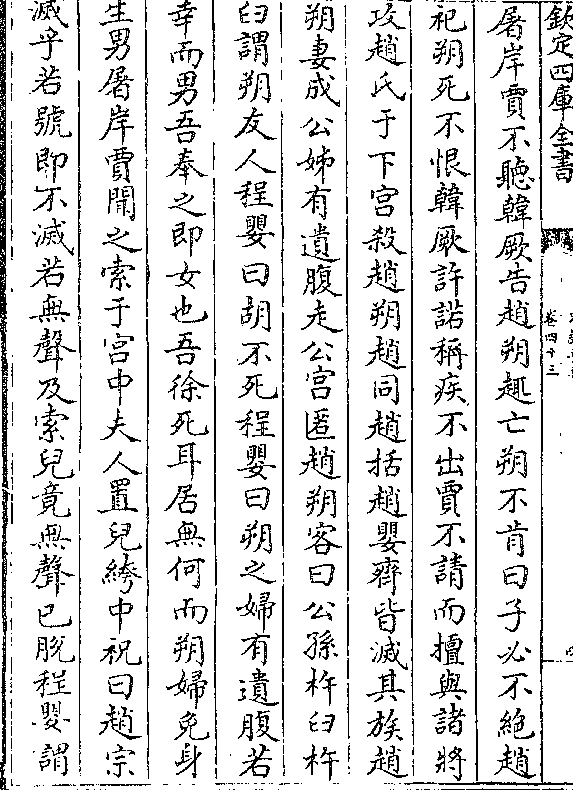 欽定四庫全書
卷四十三
屠岸賈不聽韓厥告趙朔趣亡朔不肯曰子必不絕趙
祀朔死不恨韓厥許諾稱疾不出賈不請而擅與諸將
攻趙氏于下宮殺趙朔趙同趙括趙嬰齊皆滅其族趙
朔妻成公姊有遺腹走公宮匿趙朔客曰公孫杵臼杵
臼謂朔友人程嬰曰胡不死程嬰曰朔之婦有遺腹若
幸而男吾奉之即女也吾徐死耳居無何而朔婦免身
生男屠岸賈聞之索于宮中夫人置兒絝中祝曰趙宗
滅乎若號即不滅若無聲及索兒竟無聲已脫程嬰謂